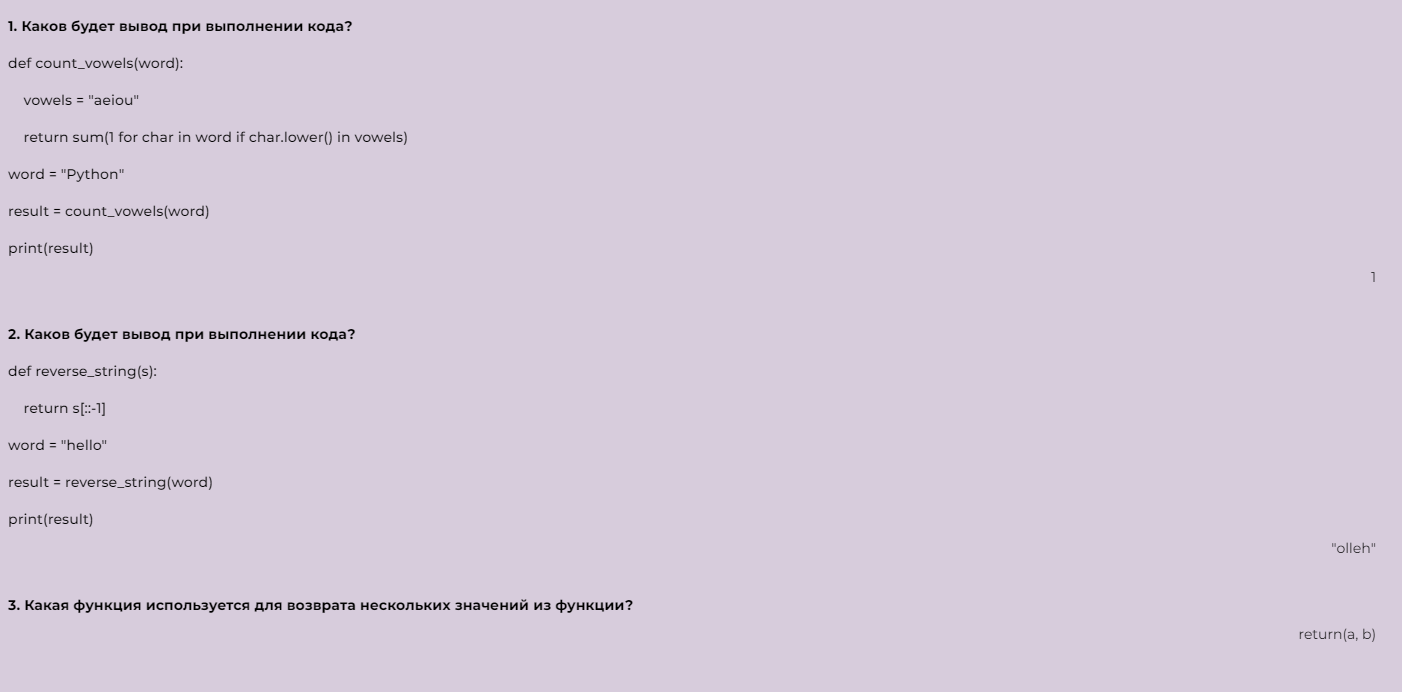 1. Каков будет вывод при выполнении кода?
def count_vowels(word):
    vowels = "aeiou"
    return sum(1 for char in word if char.lower() in vowels)
word = "Python"
result = count_vowels(word)
print(result)
1
2. Каков будет вывод при выполнении кода?
def reverse_string(s):
    return s[::-1]
word = "hello"
result = reverse_string(word)
print(result)
"olleh"
3. Какая функция используется для возврата нескольких значений из функции?
return(a, b)